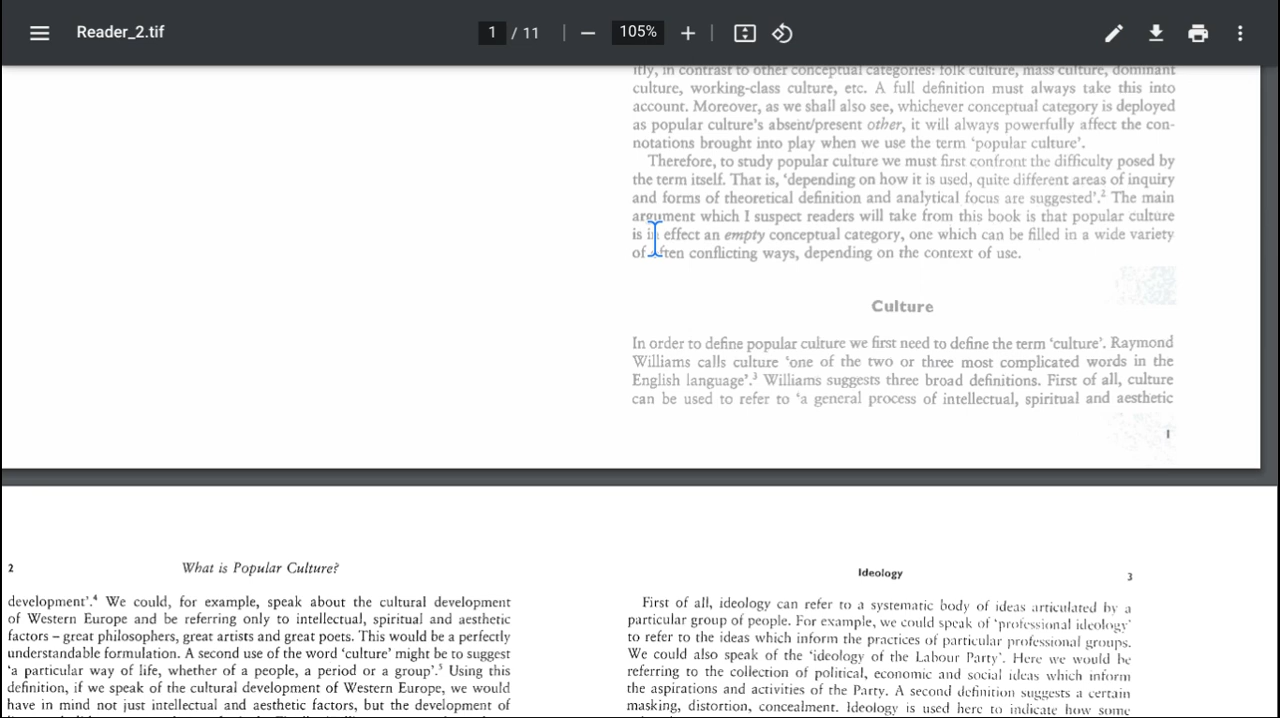 Reader_2.tif
1 / 11
105%
itly, in contrast to other conceptual categories: folk culture, mass culture, dominant
culture, working-class culture, etc. A full definition must always take this into
account. Moreover, as we shall also see, whichever conceptual category is deployed
as popular culture's absent/present other, it will always powerfully affect the con-
notations brought into play when we use the term ‘popular culture’.
Therefore, to study popular culture we must first confront the difficulty posed by
the term itself. That is, ‘depending on how it is used, quite different areas of inquiry
and forms of theoretical definition and analytical focus are suggested’.² The main
argument which I suspect readers will take from this book is that popular culture
is in effect an empty conceptual category, one which can be filled in a wide variety
of often conflicting ways, depending on the context of use.
Culture
In order to define popular culture we first need to define the term ‘culture’. Raymond
Williams calls culture ‘one of the two or three most complicated words in the
English language’.³ Williams suggests three broad definitions. First of all, culture
can be used to refer to ‘a general process of intellectual, spiritual and aesthetic
1
2 What is Popular Culture?
development’.⁴ We could, for example, speak about the cultural development
of Western Europe and be referring only to intellectual, spiritual and aesthetic
factors – great philosophers, great artists and great poets. This would be a perfectly
understandable formulation. A second use of the word ‘culture’ might be to suggest
‘a particular way of life, whether of a people, a period or a group’.⁵ Using this
definition, if we speak of the cultural development of Western Europe, we would
have in mind not just intellectual and aesthetic factors, but the development of
Ideology 3
First of all, ideology can refer to a systematic body of ideas articulated by a
particular group of people. For example, we could speak of ‘professional ideology’
to refer to the ideas which inform the practices of particular professional groups.
We could also speak of the ‘ideology of the Labour Party’. Here we would be
referring to the collection of political, economic and social ideas which inform
the aspirations and activities of the Party. A second definition suggests a certain
masking, distortion, concealment. Ideology is used here to indicate how some